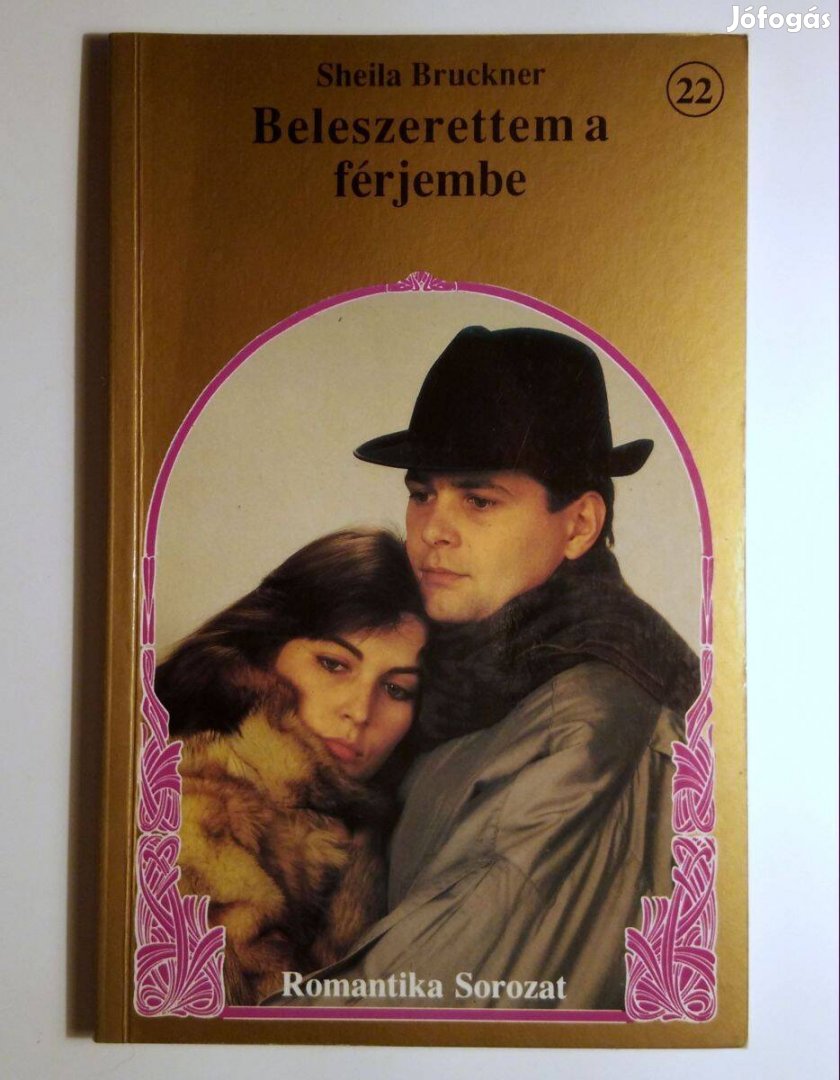 Jófogás
Sheila Bruckner
22
Beleszerettem a
férjembe
Romantika Sorozat